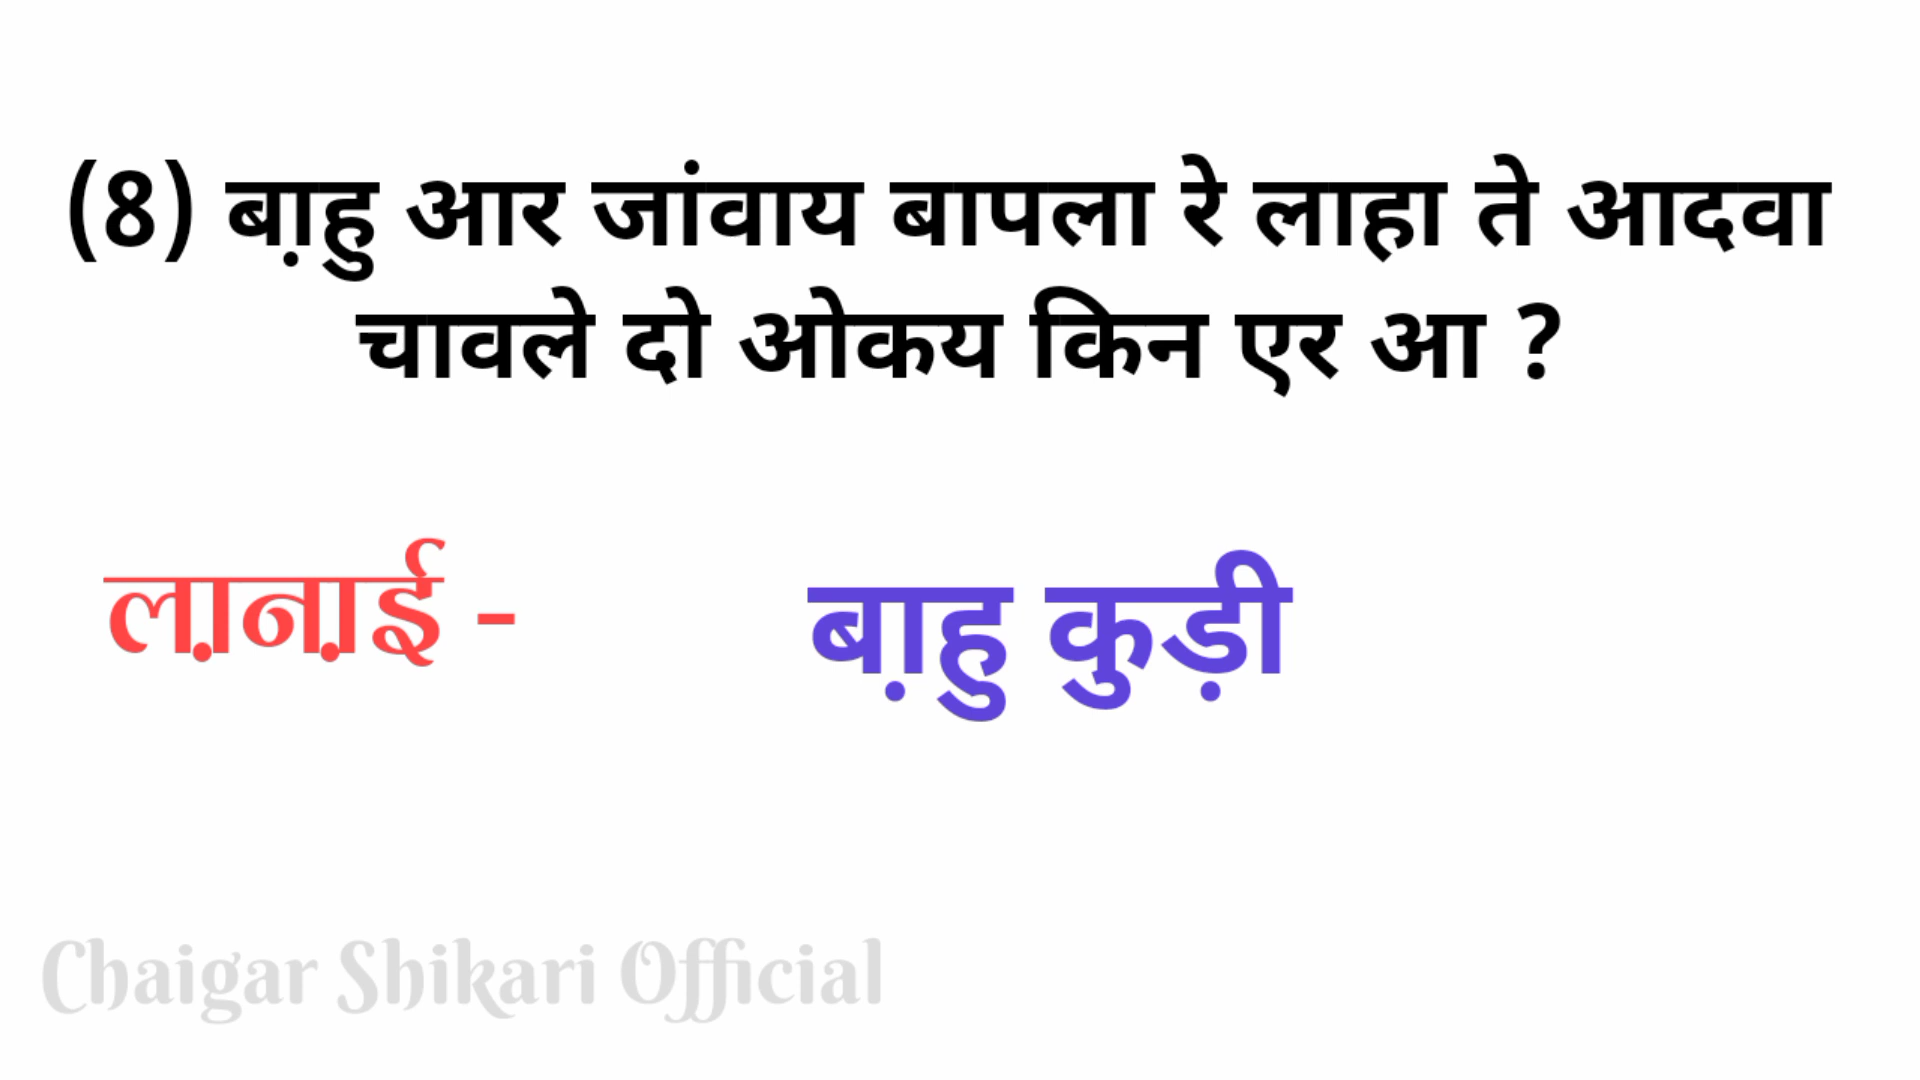 (8) बा़हु आर जांवाय बापला रे लाहा ते आदवा
चावले दो ओकय किन एर आ ?
ला़ना़ई - बा़हु कुड़ी
Chaigar Shikari Official